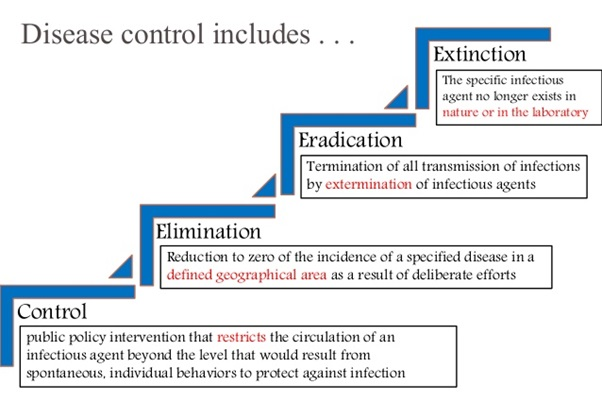 Disease control includes . . .
Extinction
The specific infectious
agent no longer exists in
nature or in the laboratory
Eradication
Termination of all transmission of infections
by extermination of infectious agents
Elimination
Reduction to zero of the incidence of a specified disease in a
defined geographical area as a result of deliberate efforts
Control
public policy intervention that restricts the circulation of an
infectious agent beyond the level that would result from
spontaneous, individual behaviors to protect against infection